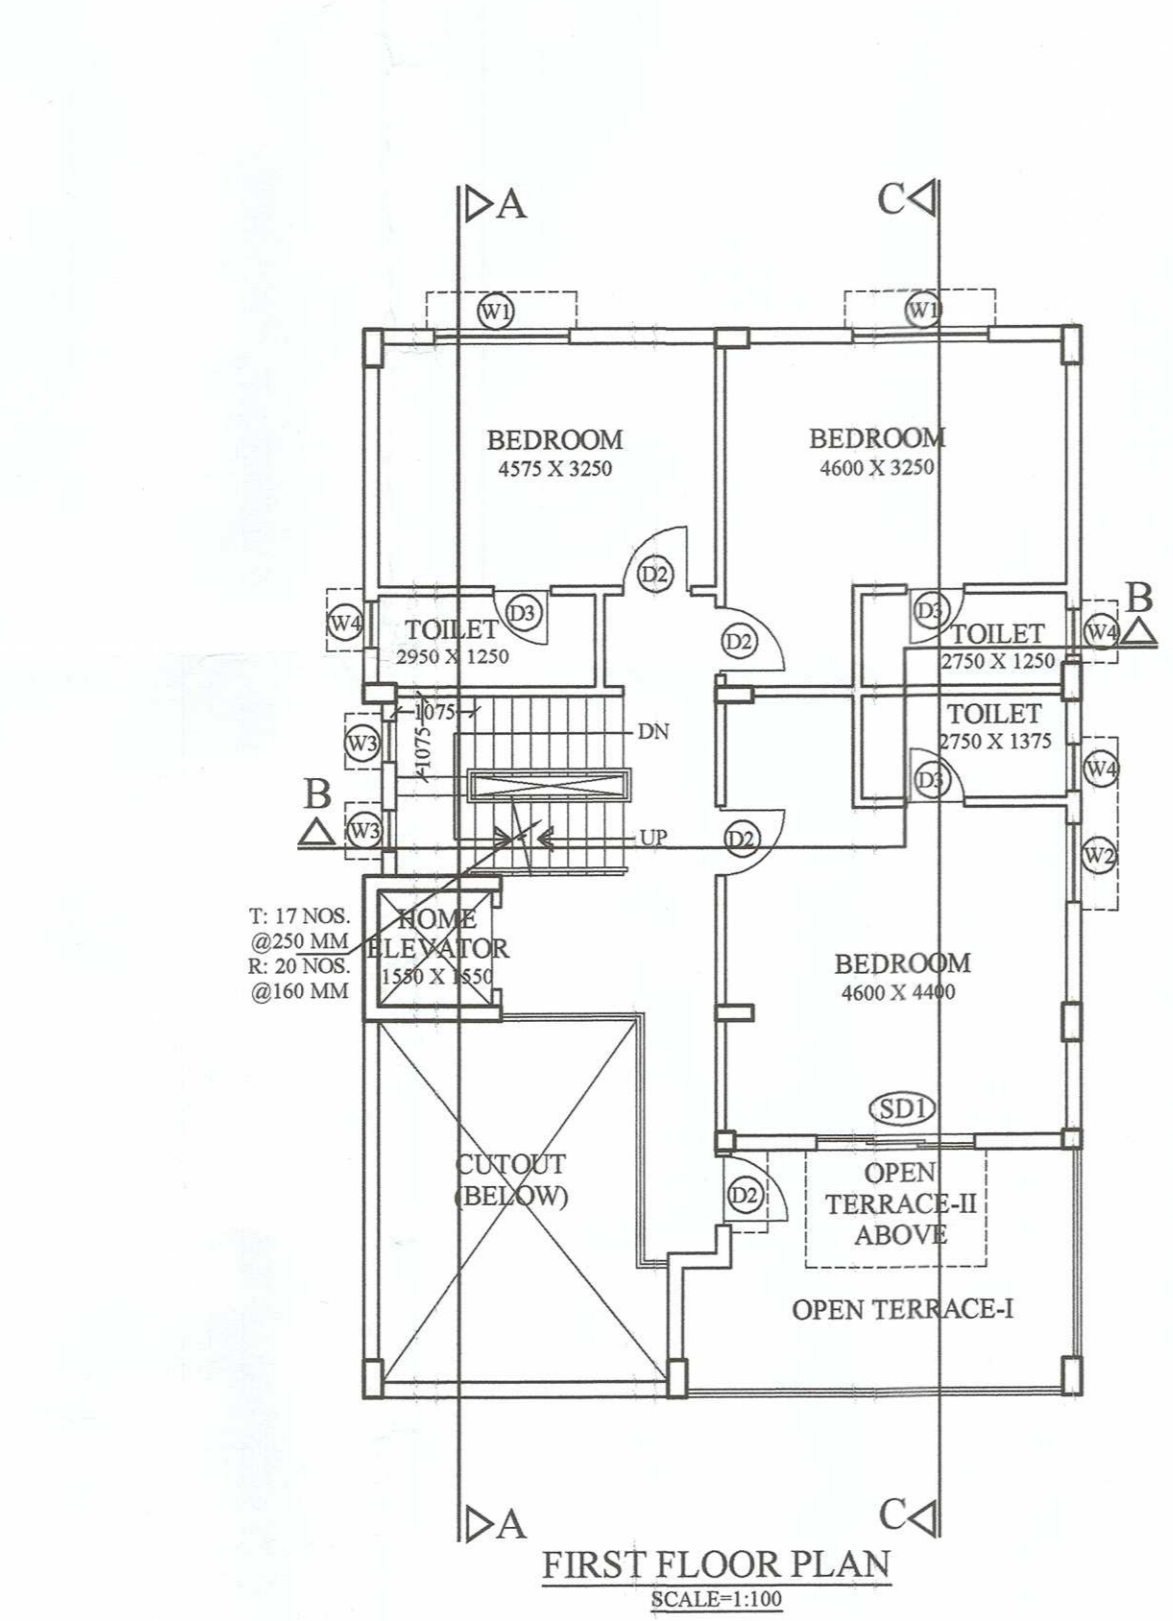 A
C
W1
W1
BEDROOM
4575 X 3250
BEDROOM
4600 X 3250
D2
D3
D3
W4
TOILET
2950 X 1250
D2
TOILET
2750 X 1250
W4
B
1075
1075
DN
W3
TOILET
2750 X 1375
D3
W4
B
W3
UP
D2
W2
T: 17 NOS.
@250 MM
R: 20 NOS.
@160 MM
HOME
ELEVATOR
1550 X 1550
BEDROOM
4600 X 4400
SD1
CUTOUT
(BELOW)
D2
OPEN
TERRACE-II
ABOVE
OPEN TERRACE-I
A
C
FIRST FLOOR PLAN
SCALE=1:100